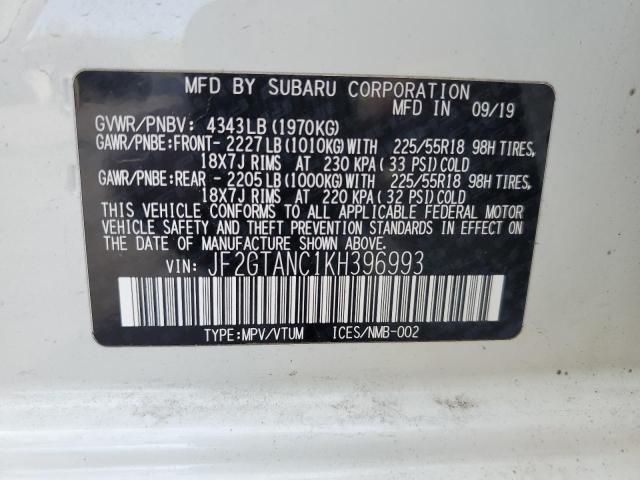 MFD BY SUBARU CORPORATION
MFD IN 09/19
GVWR/PNBV: 4343LB(1970KG)
GAWR/PNBE:FRONT-2227LB(1010KG)WITH 225/55R18 98H TIRES,
18X7J RIMS AT 230 KPA(33 PSI)COLD
GAWR/PNBE:REAR -2205LB(1000KG)WITH 225/55R18 98H TIRES,
18X7J RIMS AT 220 KPA(32 PSI)COLD
THIS VEHICLE CONFORMS TO ALL APPLICABLE FEDERAL MOTOR
VEHICLE SAFETY AND THEFT PREVENTION STANDARDS IN EFFECT
ON THE DATE OF MANUFACTURE SHOWN ABOVE.
VIN: JF2GTANC1KH396993
TYPE:MPV/VTUM ICES/NMB-002